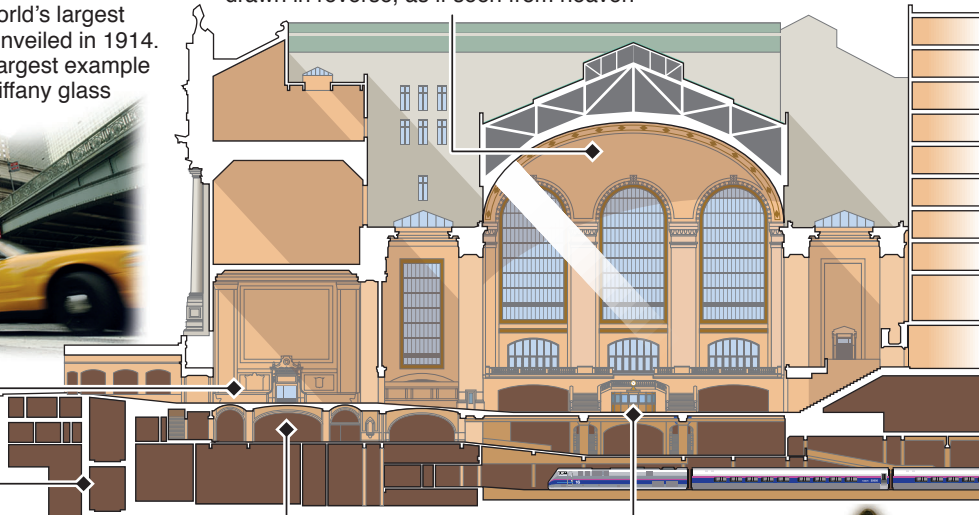 orld's largest
nveiled in 1914.
argest example
iffany glass
drawn in reverse, as if seen from heaven